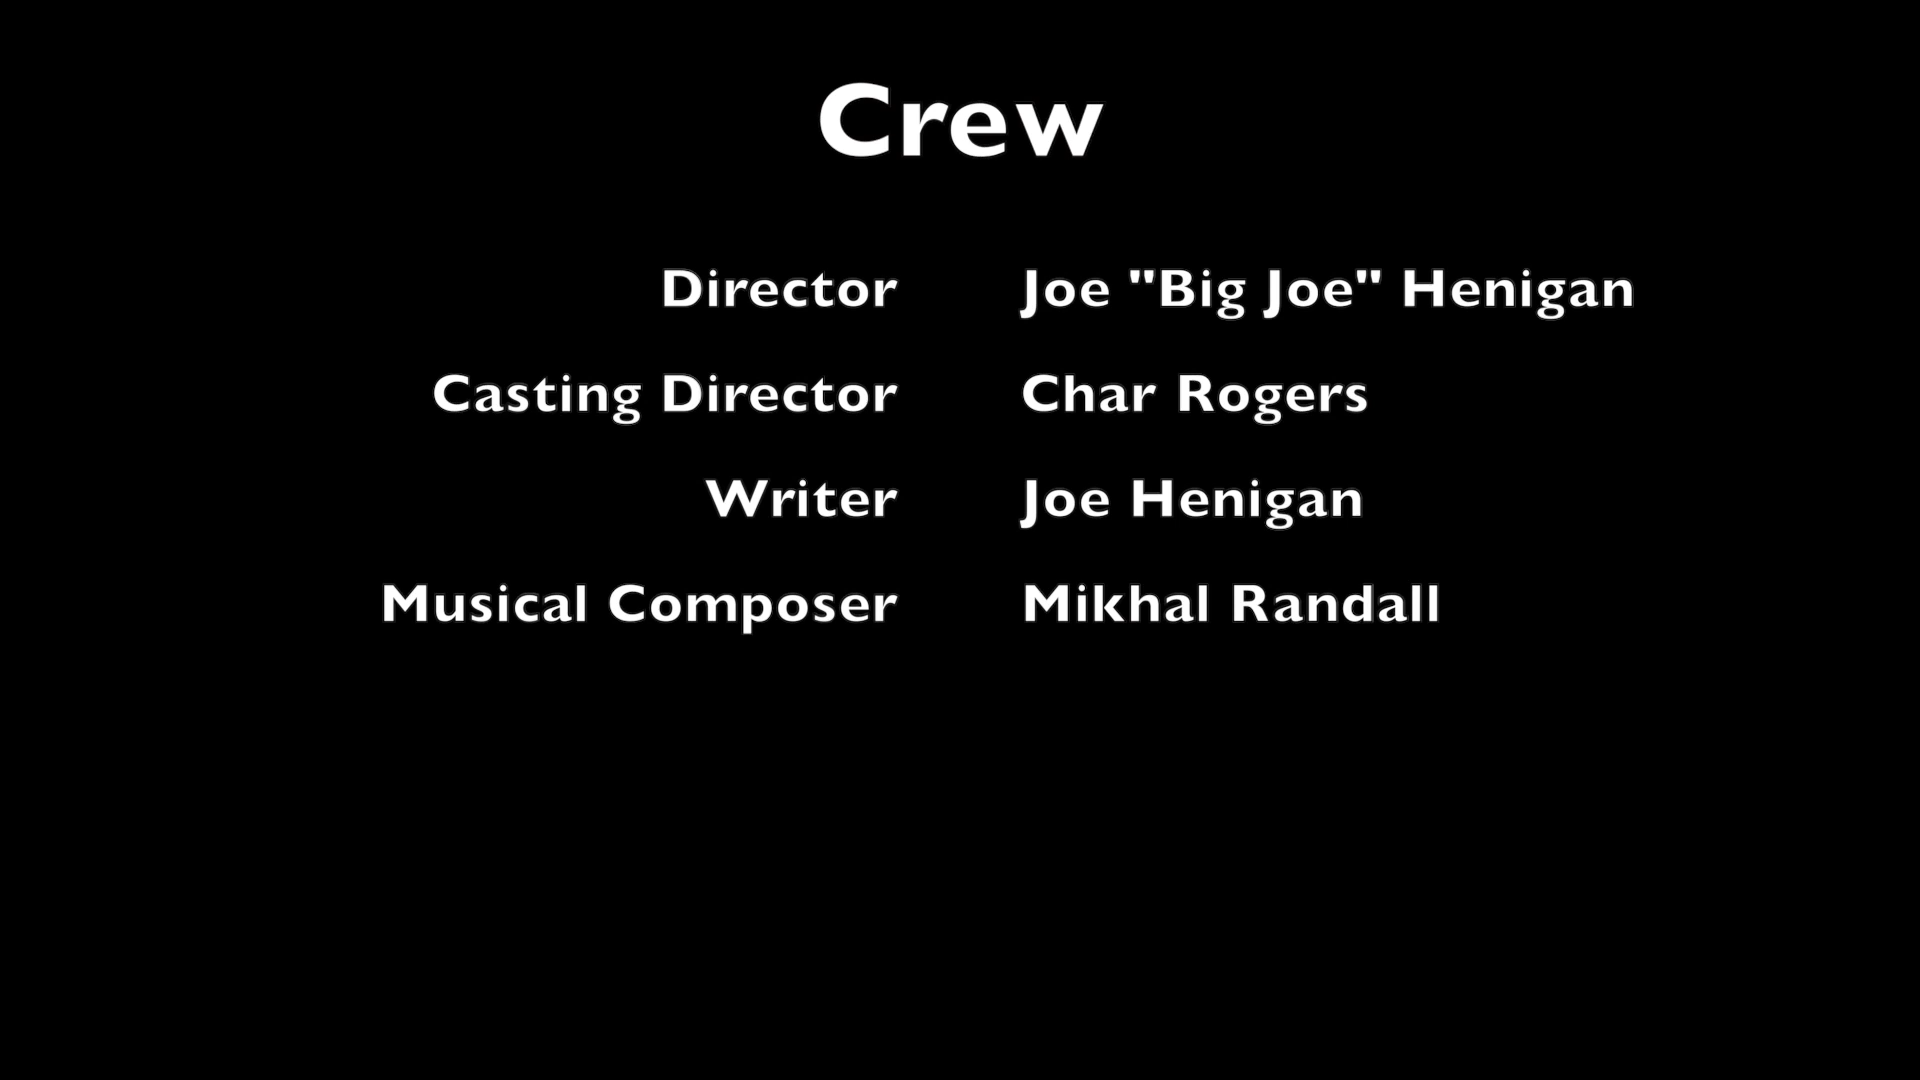 Crew
Director Joe "Big Joe" Henigan
Casting Director Char Rogers
Writer Joe Henigan
Musical Composer Mikhal Randall